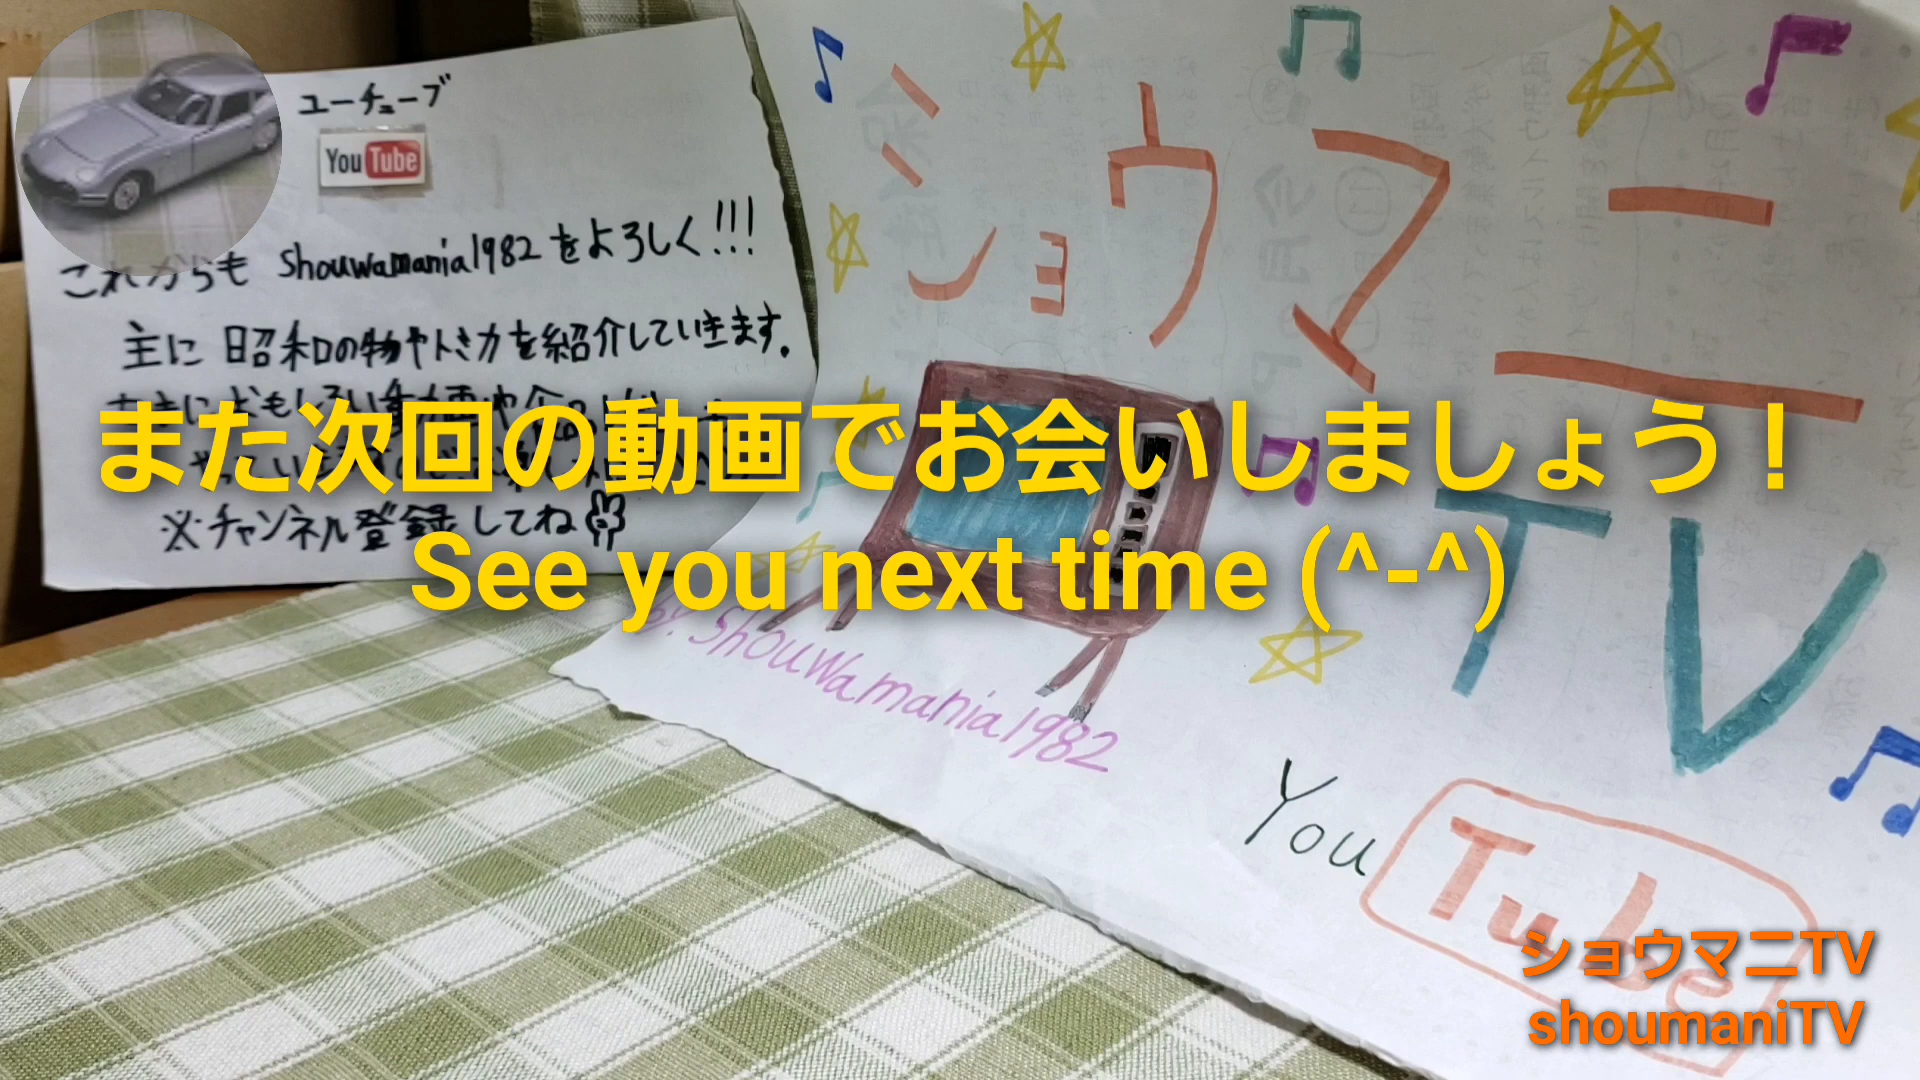 ユーチューブ
YouTube
これからも shouwamania1982 をよろしく!!!
主に 昭和の物やトミカを紹介していきます。
※チャンネル登録してね
ショウマニ
TV
by. Shouwamania1982
You Tube
また次回の動画でお会いしましょう！
See you next time (^-^)
ショウマニTV
shoumaniTV